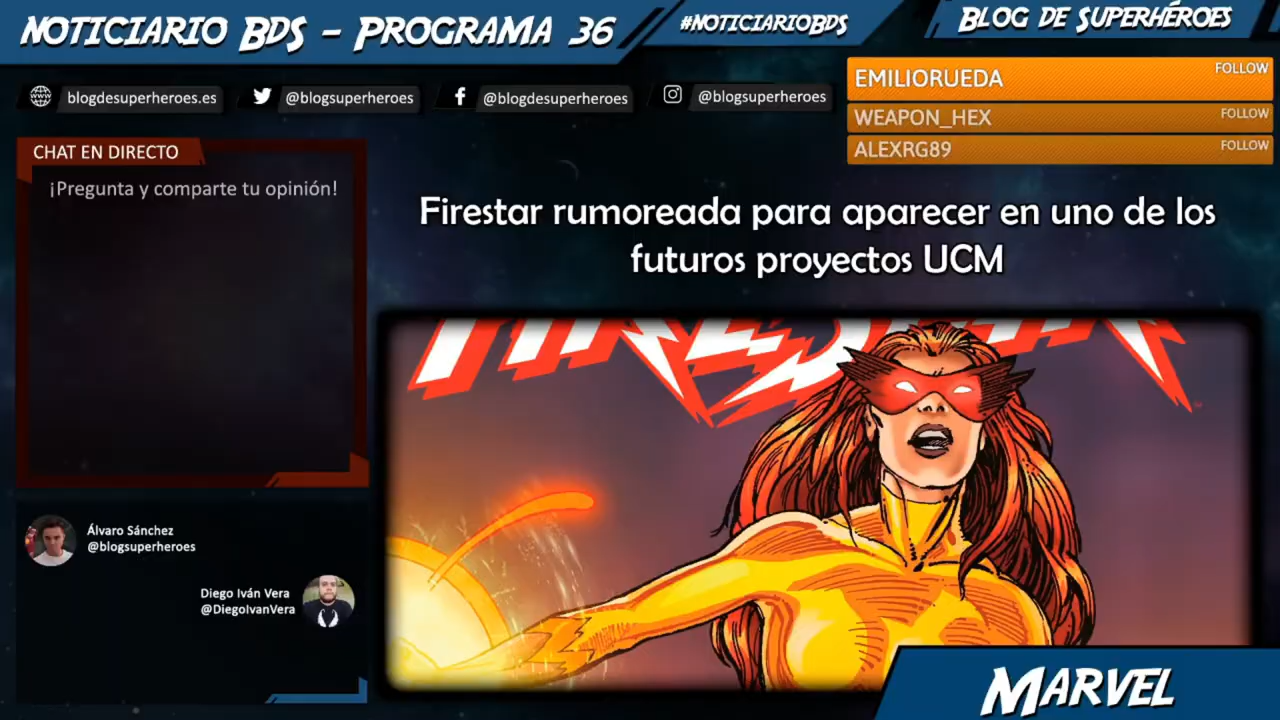 NOTICIARIO BDS - PROGRAMA 36
#NOTICIARIOBDS
BLOG DE SUPERHÉROES
blogdesuperheroes.es
@blogsuperheroes
@blogdesuperheroes
@blogsuperheroes
EMILIORUEDA FOLLOW
WEAPON_HEX FOLLOW
ALEXRG89 FOLLOW
CHAT EN DIRECTO
¡Pregunta y comparte tu opinión!
Firestar rumoreada para aparecer en uno de los
futuros proyectos UCM
FIRESTAR
Álvaro Sánchez
@blogsuperheroes
Diego Iván Vera
@DiegoIvanVera
MARVEL